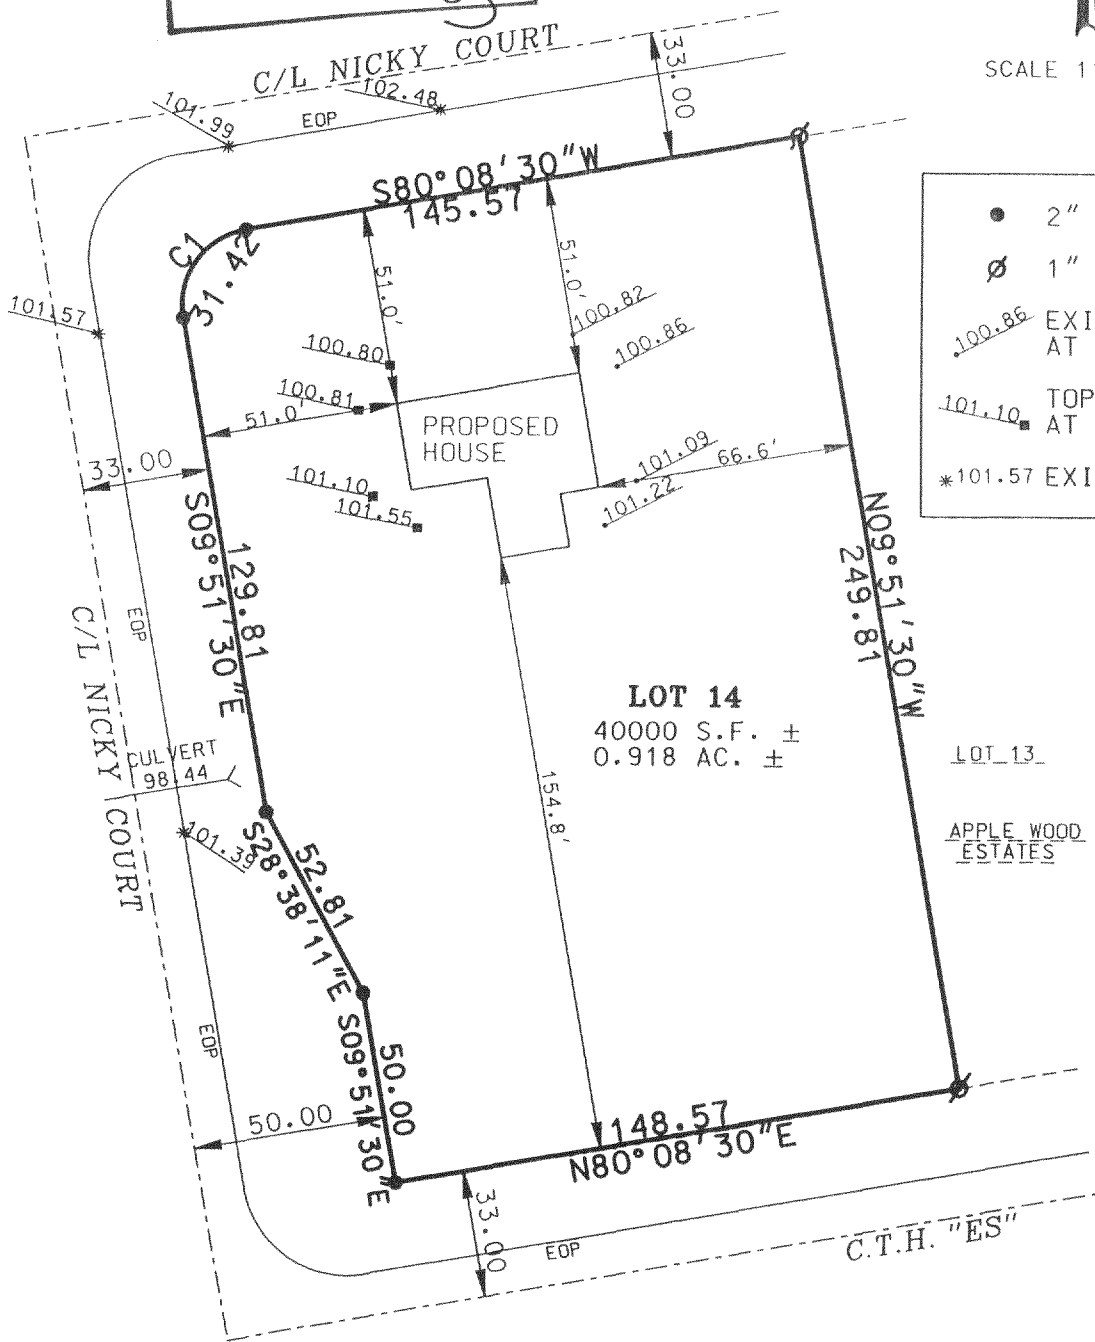 C/L NICKY COURT
33.00
SCALE 1
101.99
102.48
EOP
S80°08'30"W
145.57
C1
31.42
2"
1"
100.86 EXI
AT
101.10 TOP
AT
*101.57 EXI
101.57
51.0'
51.0'
100.82
100.86
100.80
100.81
51.0'
PROPOSED
HOUSE
33.00
101.09
66.6'
101.10
101.22
101.55
S09°51'30"E
129.81
N09°51'30"W
249.81
EOP
C/L NICKY COURT
LOT 14
40000 S.F. ±
0.918 AC. ±
CULVERT
98.44
154.8'
LOT 13
APPLE WOOD
ESTATES
101.39
52.81
S28°38'11"E
EOP
S09°51'30"E
50.00
50.00
148.57
N80°08'30"E
33.00
EOP
C.T.H. "ES"